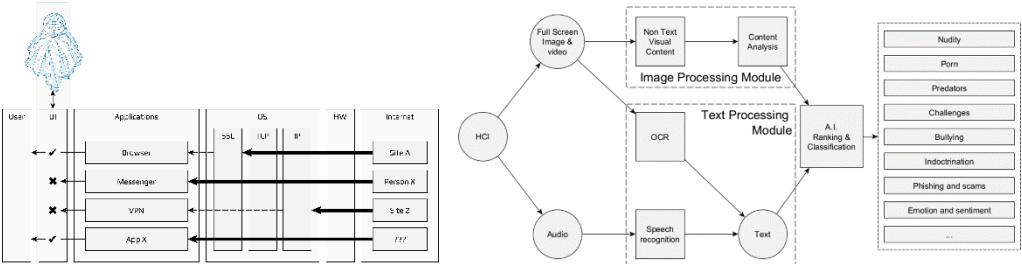 User
UI
Applications
OS
HW
Internet
SSL
TCP
IP
Browser
Site A
Messenger
Person X
VPN
Site Z
App X
???
Full Screen
Image &
video
Non Text
Visual
Content
Content
Analysis
Image Processing Module
Text Processing
Module
HCI
OCR
A.I.
Ranking &
Classification
Audio
Speech
recognition
Text
Nudity
Porn
Predators
Challenges
Bullying
Indoctrination
Phishing and scams
Emotion and sentiment
...